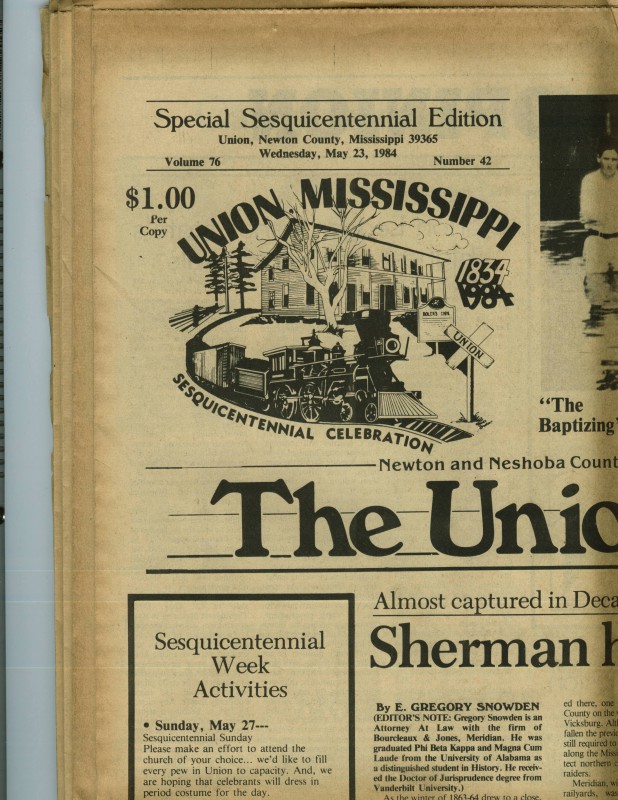 Special Sesquicentennial Edition
Union, Newton County, Mississippi 39365
Wednesday, May 23, 1984
Volume 76
Number 42
$1.00
Per
Copy
UNION, MISSISSIPPI
1834
1984
UNION
SESQUICENTENNIAL CELEBRATION
"The
Baptizing"
Newton and Neshoba Count
The Unio
Sesquicentennial
Week
Activities
• Sunday, May 27---
Sesquicentennial Sunday
Please make an effort to attend the
church of your choice... we'd like to fill
every pew in Union to capacity. And, we
are hoping that celebrants will dress in
period costume for the day.
Almost captured in Deca
Sherman h
By E. GREGORY SNOWDEN
(EDITOR'S NOTE: Gregory Snowden is an
Attorney At Law with the firm of
Bourcleaux & Jones, Meridian. He was
graduated Phi Beta Kappa and Magna Cum
Laude from the University of Alabama as
a distinguished student in History. He receiv-
ed the Doctor of Jurisprudence degree from
Vanderbilt University.)
As the winter of 1863-64 drew to a close,
ed there, one
County on the
Vicksburg. Alt
fallen the previo
still required to
along the Missi
tect northern c
raiders.
Meridian, wi
railyards, was